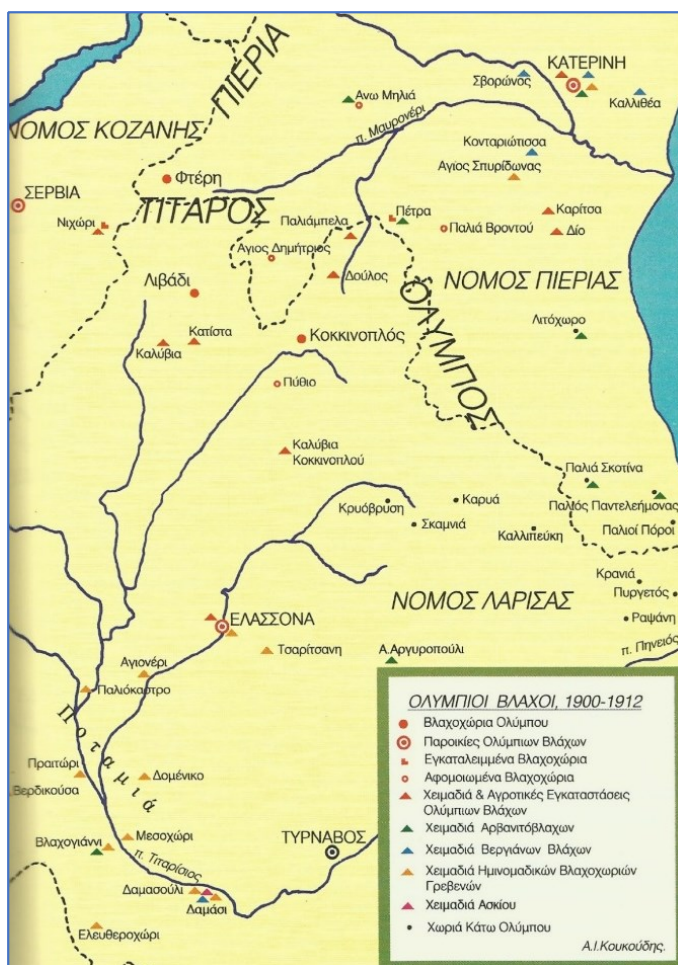 ΠΙΕΡΙΑ
Σβορώνος
ΚΑΤΕΡΙΝΗ
Καλλιθέα
Ανω Μηλιά
π. Μαυρονέρι
ΝΟΜΟΣ ΚΟΖΑΝΗΣ
Κονταριώτισσα
Αγίος Σπυρίδωνας
Φτέρη
ΣΕΡΒΙΑ
ΤΙΤΑΡΟΣ
Νιχώρι
Παλιάμπελα
Πέτρα
Παλιά Βροντού
Καρίτσα
Δίο
Αγιος Δημήτριος
Δούλος
Λιβάδι
ΝΟΜΟΣ ΠΙΕΡΙΑΣ
ΟΛΥΜΠΟΣ
Λιτόχωρο
Κατίστα
Καλύβια
Κοκκινοπλός
Πύθιο
Καλύβια
Κοκκινοπλού
Παλιά Σκοτίνα
Παλιός Παντελεήμονας
Παλιοί Πόροι
Κρυόβρυση
Καρυά
Σκαμνιά
Καλλιπεύκη
Κρανιά
Πυργετός
Ραψάνη
π. Πηνειός
ΝΟΜΟΣ ΛΑΡΙΣΑΣ
ΕΛΑΣΣΟΝΑ
Τσαρίτσανη
Α.Αργυροπούλι
Αγιονέρι
Παλιόκαστρο
Ποταμιά
Πραιτώρι
.Βερδικούσα
Δομένικο
Μεσοχώρι
Βλαχογιάννι
π. Τιταρίσιος
ΤΥΡΝΑΒΟΣ
Δαμασούλι
Δαμάσι
Ελευθεροχώρι
ΟΛΥΜΠΙΟΙ ΒΛΑΧΟΙ, 1900-1912
Βλαχοχώρια Ολύμπου
Παροικίες Ολύμπιων Βλάχων
Εγκαταλειμμένα Βλαχοχώρια
Αφομοιωμένα Βλαχοχώρια
Χειμαδιά & Αγροτικές Εγκαταστάσεις
Ολύμπιων Βλάχων
Χειμαδιά Αρβανιτόβλαχων
Χειμαδιά Βεργιάνων Βλάχων
Χειμαδιά Ημινομαδικών Βλαχοχωριών
Γρεβενών
Χειμαδιά Ασκίου
Χωριά Κάτω Ολύμπου
Α.Ι.Κουκούδης.